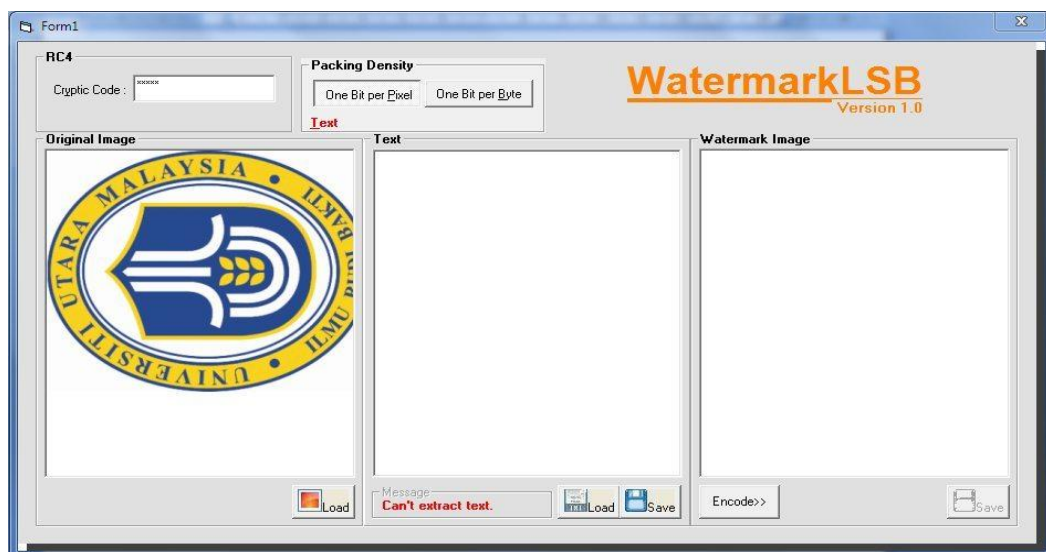 Form1
RC4
Cryptic Code :
xxxxx
Packing Density
One Bit per Pixel
One Bit per Byte
Text
WatermarkLSB
Version 1.0
Original Image
UNIVERSITI UTARA MALAYSIA • ILMU BUDI BAKTI •
Load
Text
Message
Can't extract text.
Load
Save
Watermark Image
Encode>>
Save